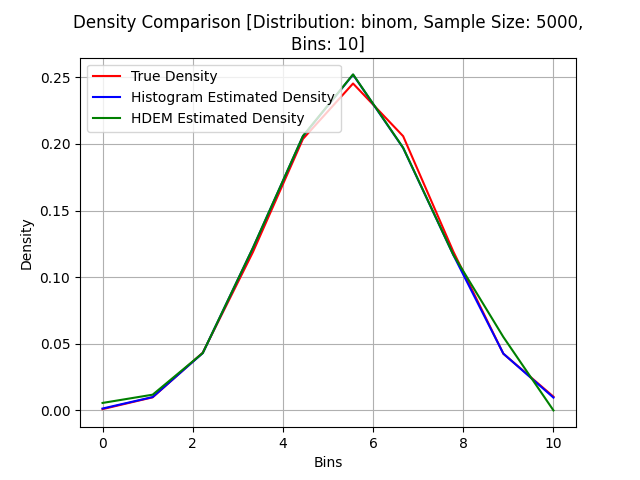 Density Comparison [Distribution: binom, Sample Size: 5000,
Bins: 10]
True Density
Histogram Estimated Density
HDEM Estimated Density
Density
0.25
0.20
0.15
0.10
0.05
0.00
0 2 4 6 8 10
Bins